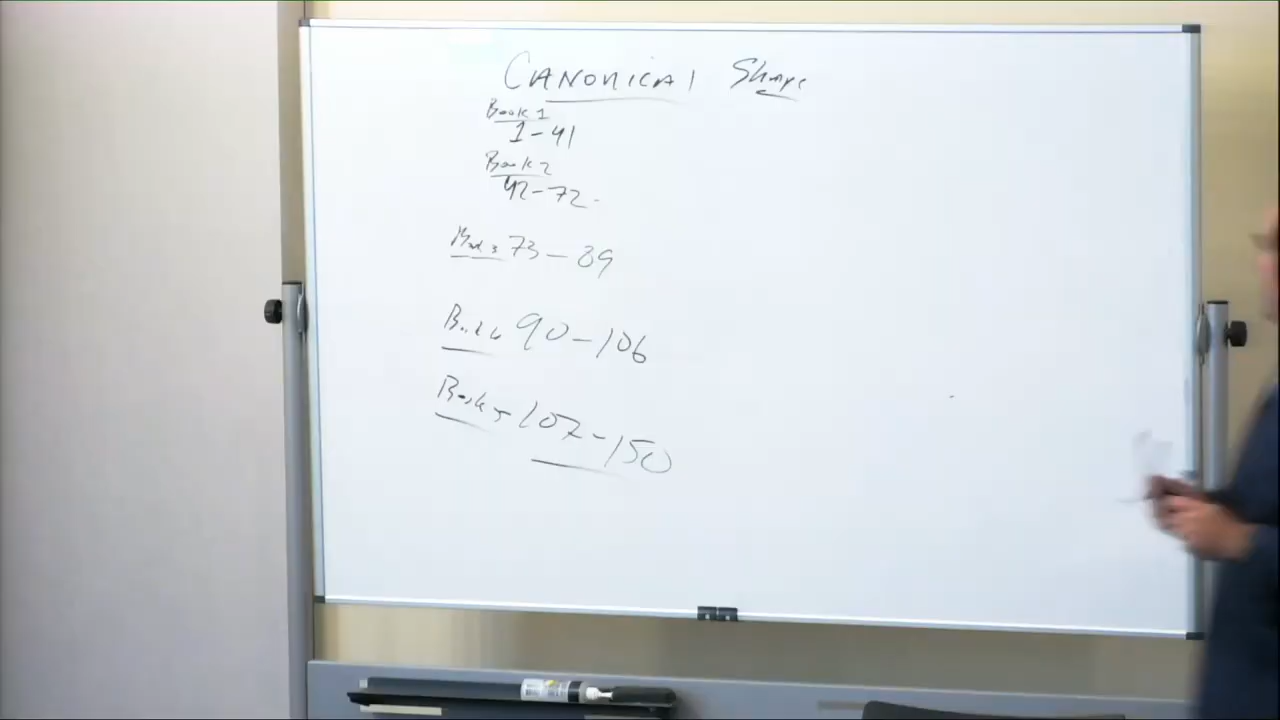 CANONICAl Shape
Book 1
1-41
Book 2
42-72.
Book 3 73-89
Book 4 90-106
Book 5 107-150